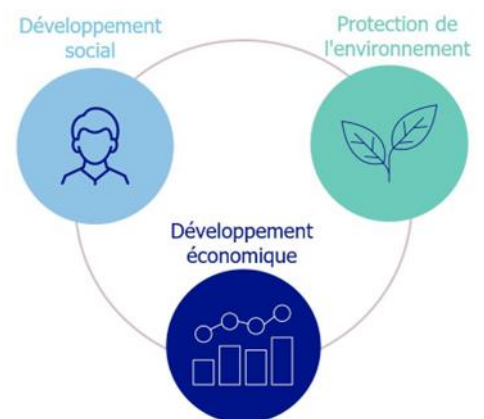 Développement
social
Protection de
l'environnement
Développement
économique